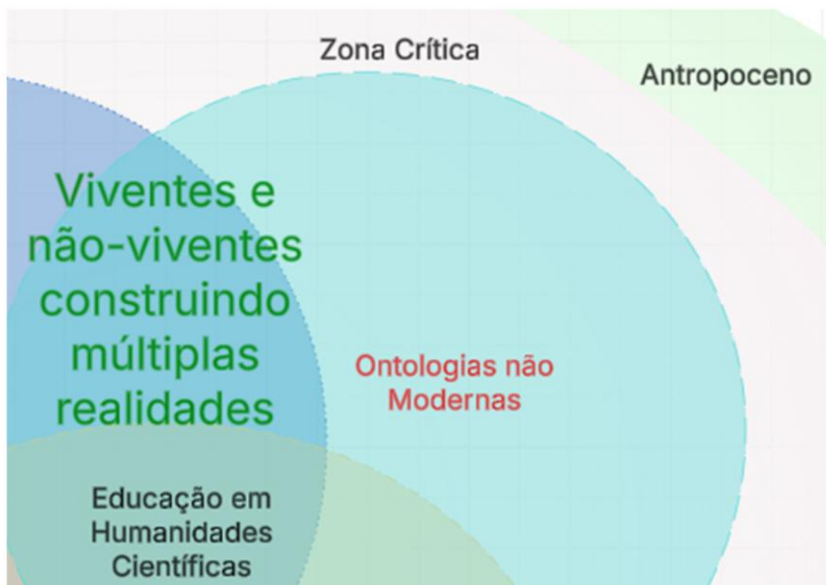 Zona Crítica
Antropoceno
Viventes e
não-viventes
construindo
múltiplas
realidades
Ontologias não
Modernas
Educação em
Humanidades
Científicas